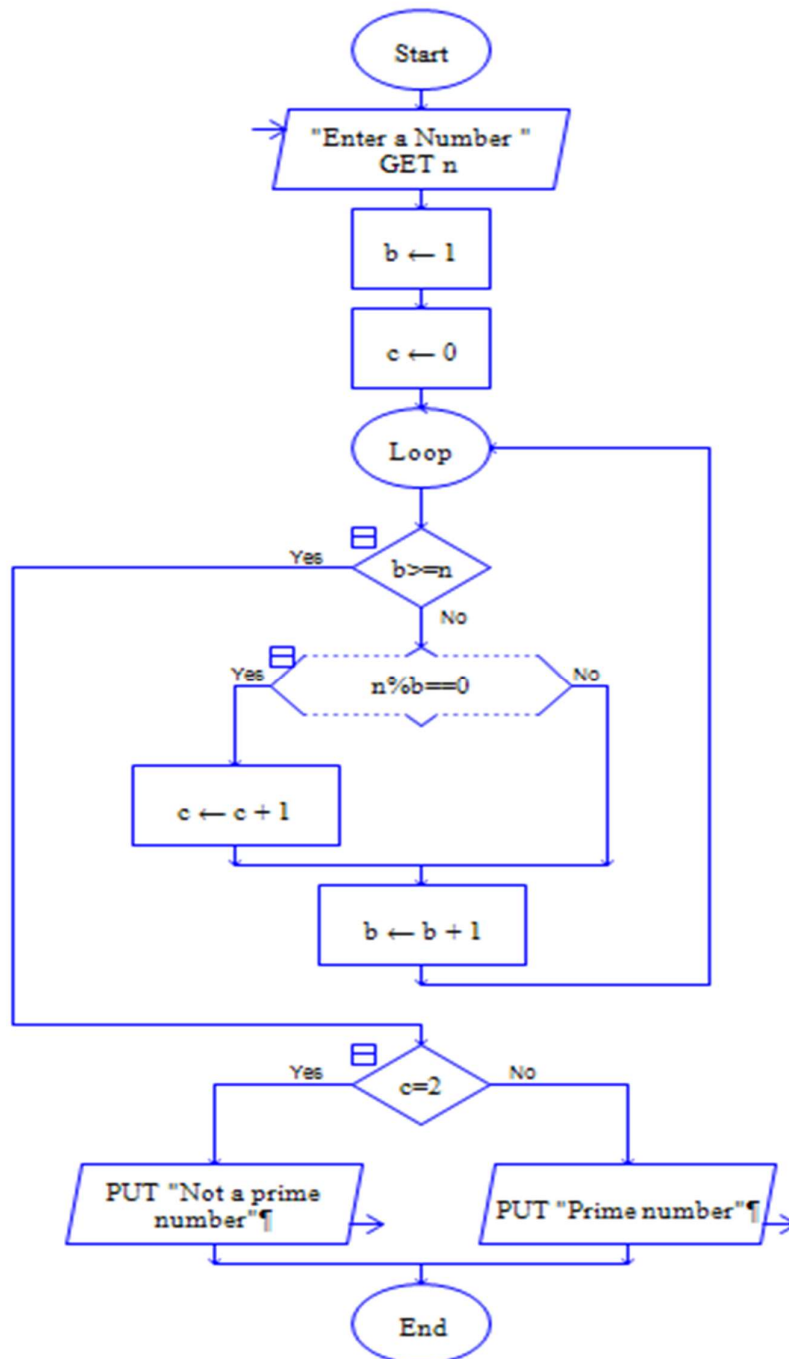 Start
"Enter a Number "
GET n
b ← 1
c ← 0
Loop
Yes
b>=n
No
Yes
n%b==0
No
c ← c + 1
b ← b + 1
Yes
c=2
No
PUT "Not a prime
number"¶
PUT "Prime number"¶
End